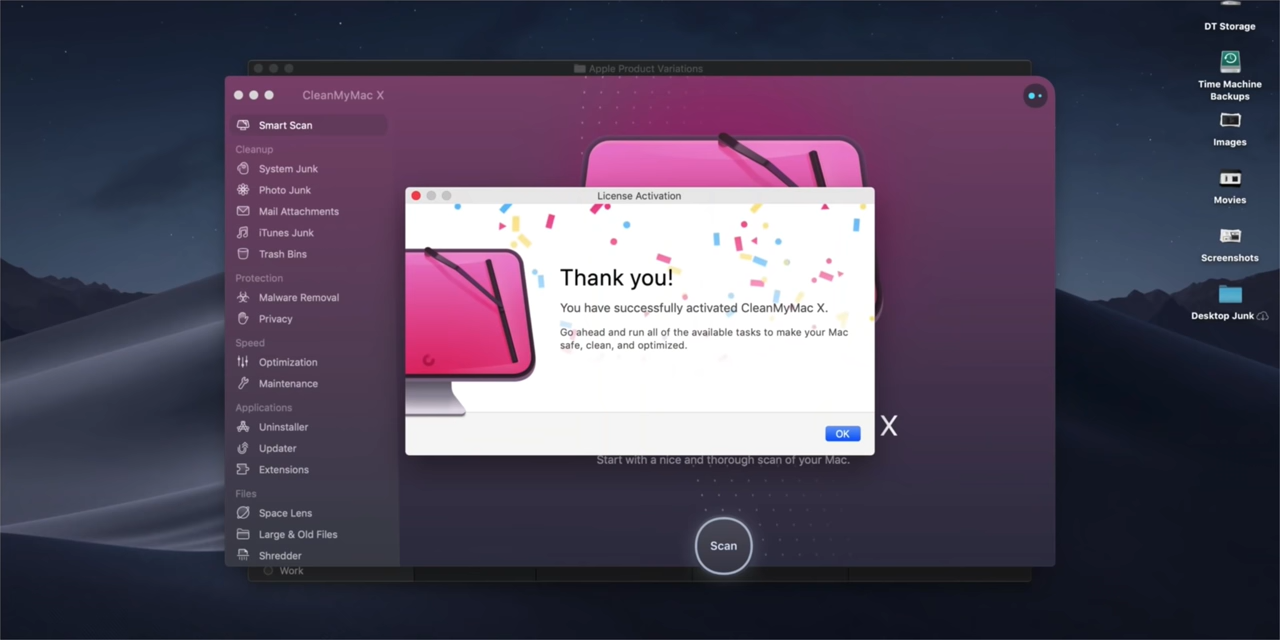 DT Storage
Apple Product Variations
Time Machine
Backups
CleanMyMac X
Smart Scan
Images
Cleanup
System Junk
Photo Junk
License Activation
Movies
Mail Attachments
iTunes Junk
Trash Bins
Screenshots
Protection
Thank you!
Malware Removal
You have successfully activated CleanMyMac X.
Desktop Junk
Privacy
Go ahead and run all of the available tasks to make your Mac
safe, clean, and optimized.
Speed
Optimization
Maintenance
Applications
Uninstaller
OK
X
Updater
Start with a nice and thorough scan of your Mac.
Extensions
Files
Space Lens
Large & Old Files
Scan
Shredder
Work